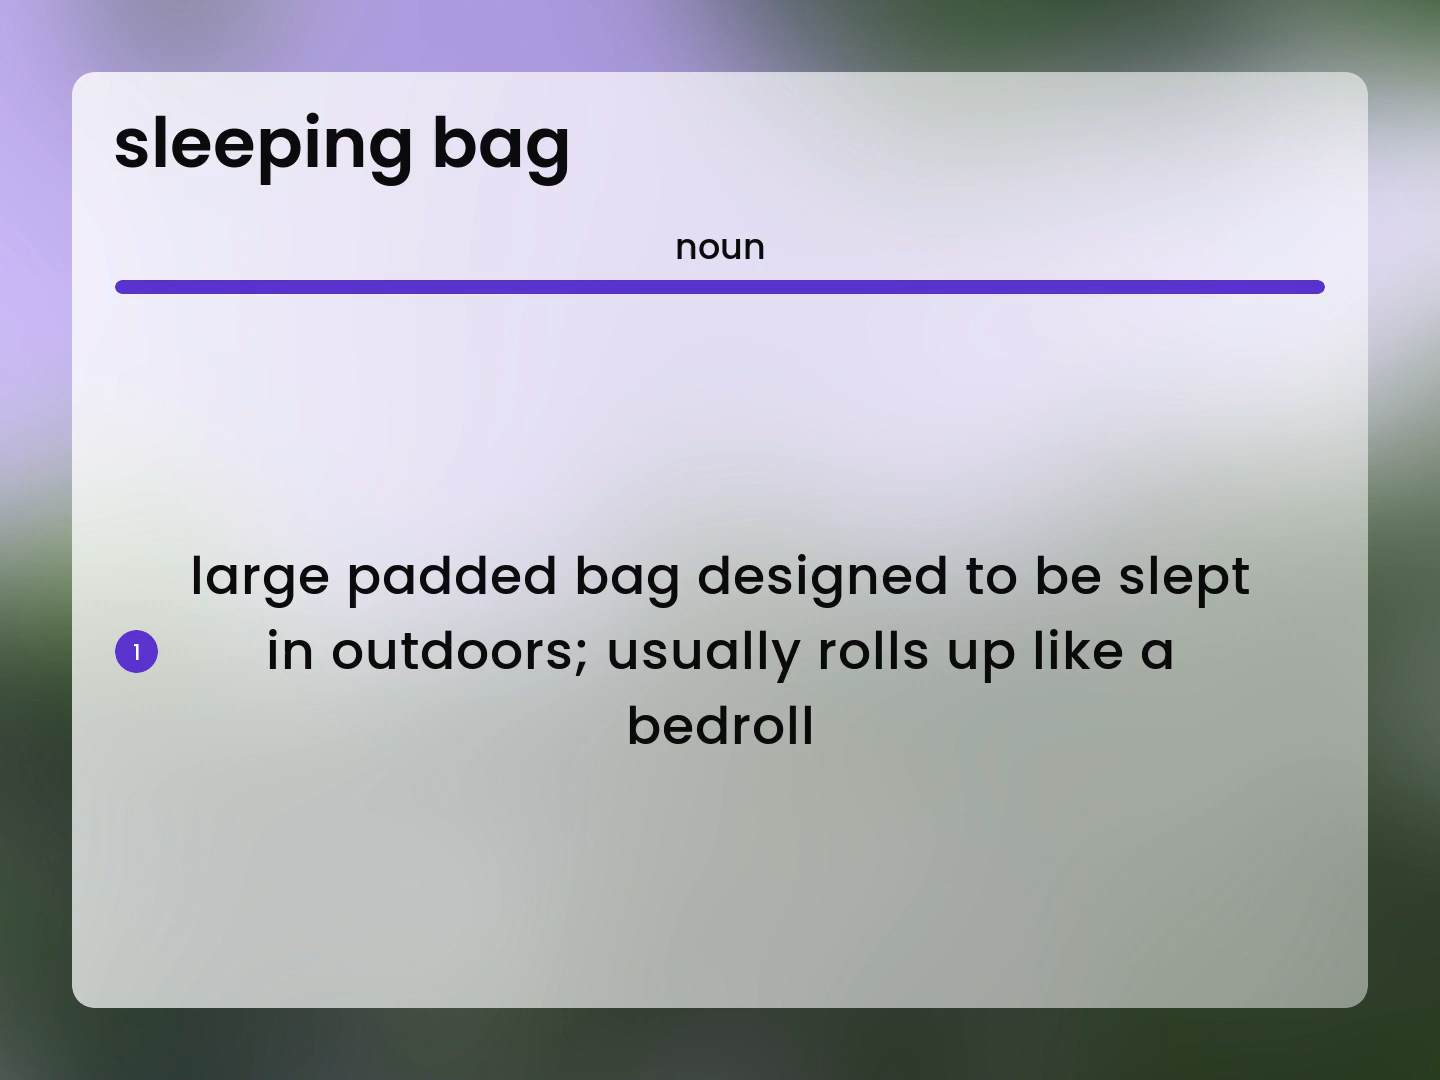 sleeping bag
noun
large padded bag designed to be slept
1
in outdoors; usually rolls up like a
bedroll